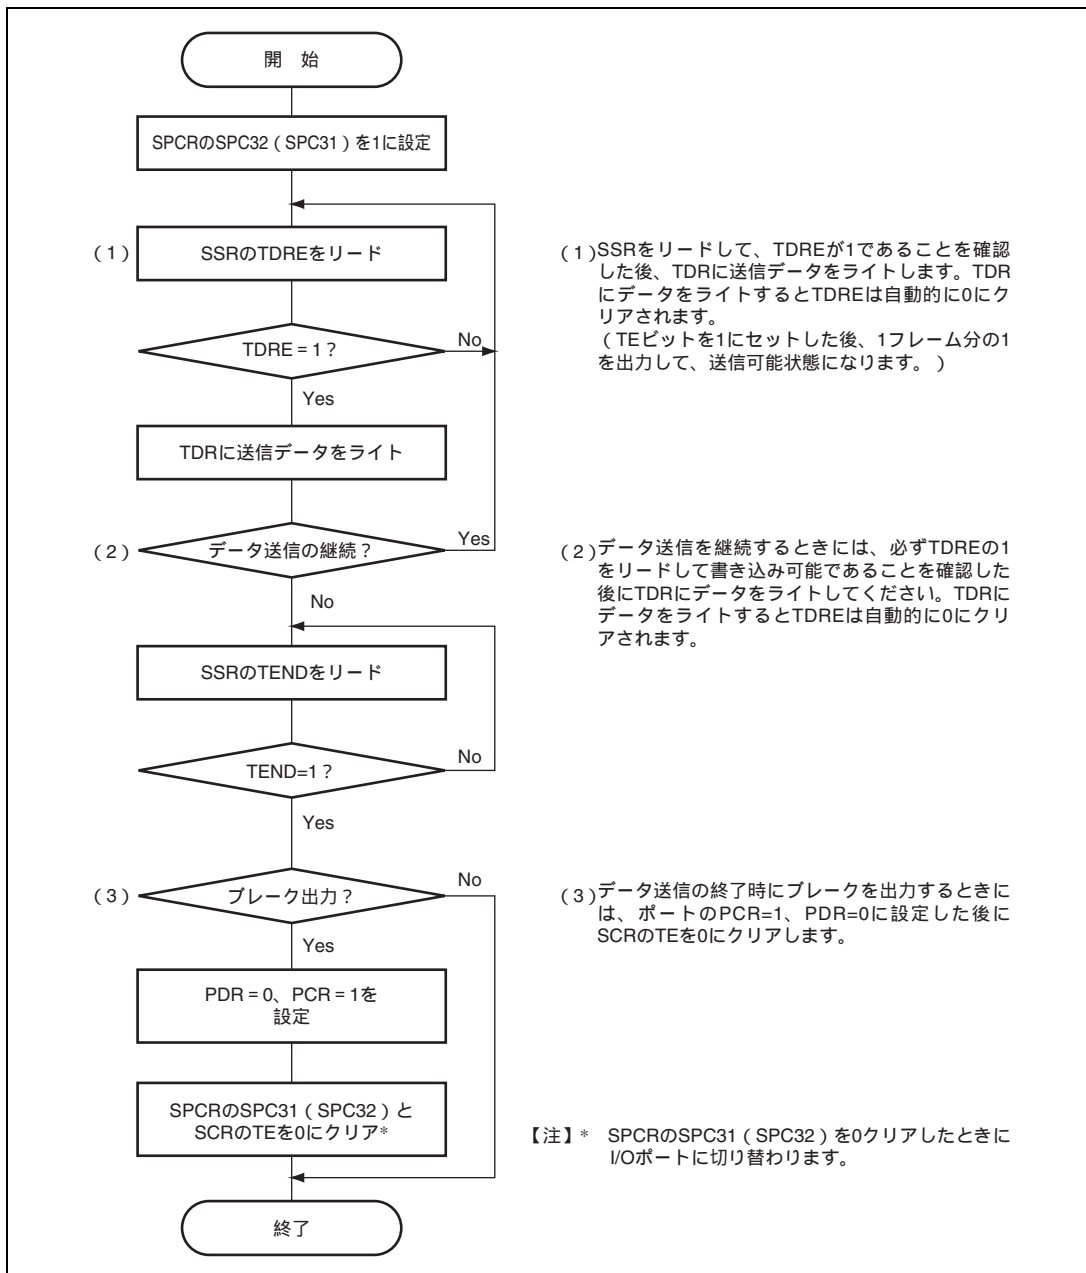 開 始
SPCRのSPC32（SPC31）を1に設定
（1）
SSRのTDREをリード
TDRE = 1？
No
Yes
TDRに送信データをライト
（2）
データ送信の継続？
Yes
No
SSRのTENDをリード
TEND=1？
No
Yes
（3）
ブレーク出力？
No
Yes
PDR = 0、PCR = 1を
設定
SPCRのSPC31（SPC32）と
SCRのTEを0にクリア*
終了
（1）SSRをリードして、TDREが1であることを確認
した後、TDRに送信データをライトします。TDR
にデータをライトするとTDREは自動的に0にク
リアされます。
（TEビットを1にセットした後、1フレーム分の1
を出力して、送信可能状態になります。）
（2）データ送信を継続するときには、必ずTDREの1
をリードして書き込み可能であることを確認した
後にTDRにデータをライトしてください。TDRに
データをライトするとTDREは自動的に0にクリ
アされます。
（3）データ送信の終了時にブレークを出力するときに
は、ポートのPCR=1、PDR=0に設定した後に
SCRのTEを0にクリアします。
【注】* SPCRのSPC31（SPC32）を0クリアしたときに
I/Oポートに切り替わります。